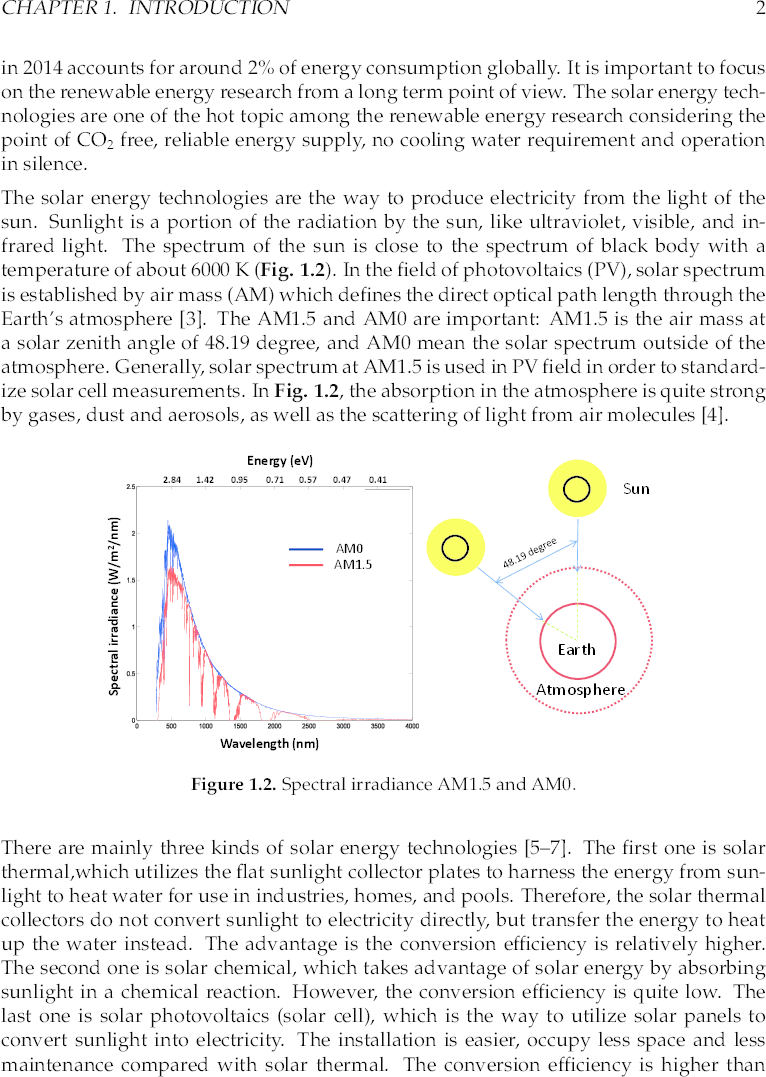 CHAPTER 1. INTRODUCTION 2
in 2014 accounts for around 2% of energy consumption globally. It is important to focus
on the renewable energy research from a long term point of view. The solar energy tech-
nologies are one of the hot topic among the renewable energy research considering the
point of CO₂ free, reliable energy supply, no cooling water requirement and operation
in silence.
The solar energy technologies are the way to produce electricity from the light of the
sun. Sunlight is a portion of the radiation by the sun, like ultraviolet, visible, and in-
frared light. The spectrum of the sun is close to the spectrum of black body with a
temperature of about 6000 K (Fig. 1.2). In the field of photovoltaics (PV), solar spectrum
is established by air mass (AM) which defines the direct optical path length through the
Earth's atmosphere [3]. The AM1.5 and AM0 are important: AM1.5 is the air mass at
a solar zenith angle of 48.19 degree, and AM0 mean the solar spectrum outside of the
atmosphere. Generally, solar spectrum at AM1.5 is used in PV field in order to standard-
ize solar cell measurements. In Fig. 1.2, the absorption in the atmosphere is quite strong
by gases, dust and aerosols, as well as the scattering of light from air molecules [4].
Energy (eV)
2.84 1.42 0.95 0.71 0.57 0.47 0.41
2.5
2
1.5
1
0.5
0
Spectral irradiance (W/m²/nm)
AM0
AM1.5
0 500 1000 1500 2000 2500 3000 3500 4000
Wavelength (nm)
Sun
48.19 degree
Earth
Atmosphere
Figure 1.2. Spectral irradiance AM1.5 and AM0.
There are mainly three kinds of solar energy technologies [5–7]. The first one is solar
thermal,which utilizes the flat sunlight collector plates to harness the energy from sun-
light to heat water for use in industries, homes, and pools. Therefore, the solar thermal
collectors do not convert sunlight to electricity directly, but transfer the energy to heat
up the water instead. The advantage is the conversion efficiency is relatively higher.
The second one is solar chemical, which takes advantage of solar energy by absorbing
sunlight in a chemical reaction. However, the conversion efficiency is quite low. The
last one is solar photovoltaics (solar cell), which is the way to utilize solar panels to
convert sunlight into electricity. The installation is easier, occupy less space and less
maintenance compared with solar thermal. The conversion efficiency is higher than